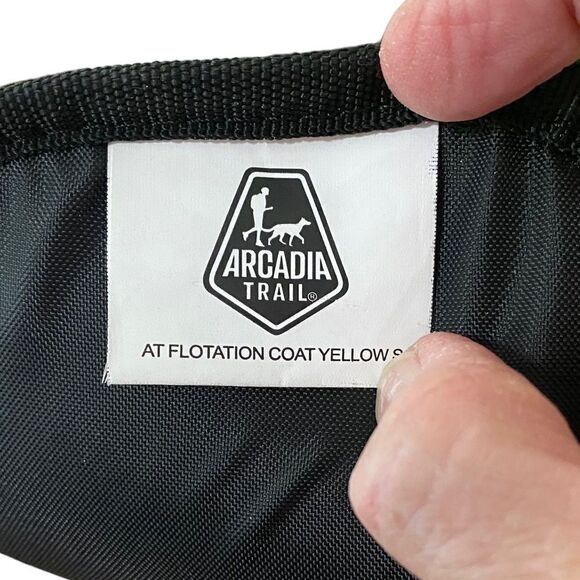 ARCADIA
TRAIL®
AT FLOTATION COAT YELLOW S